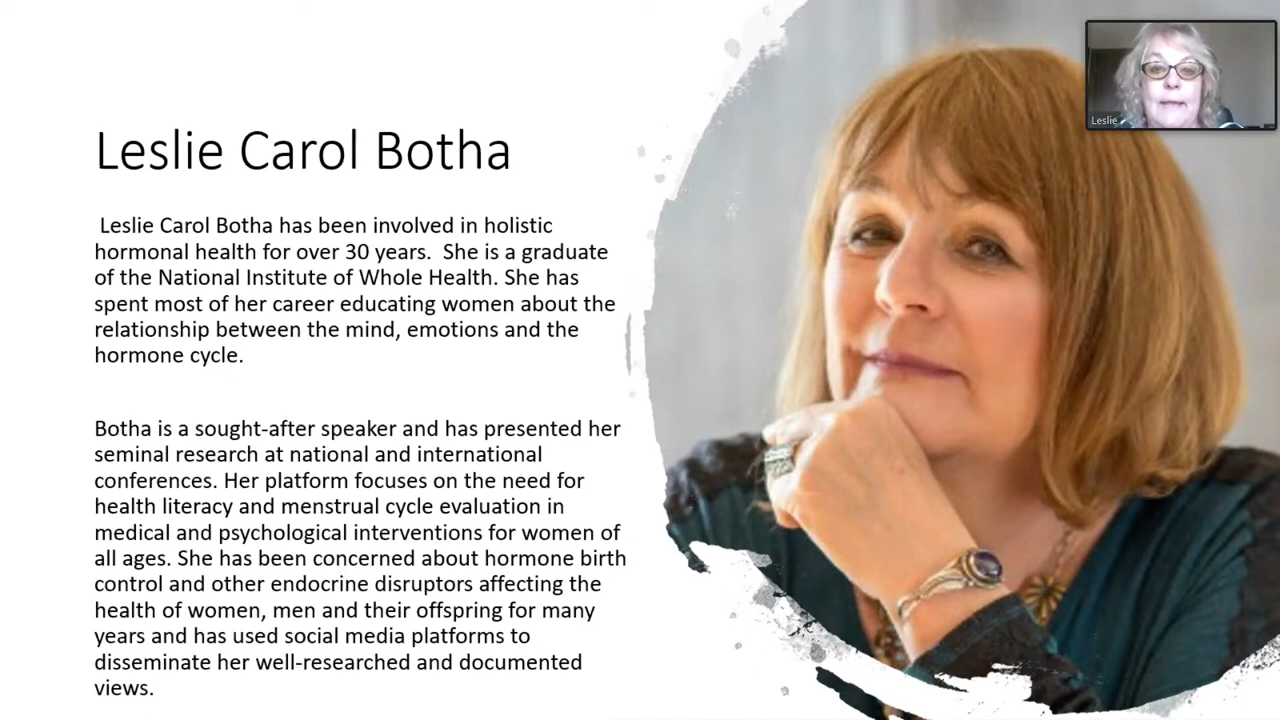 Leslie Carol Botha
Leslie Carol Botha has been involved in holistic
hormonal health for over 30 years.  She is a graduate
of the National Institute of Whole Health. She has
spent most of her career educating women about the
relationship between the mind, emotions and the
hormone cycle.
Botha is a sought-after speaker and has presented her
seminal research at national and international
conferences. Her platform focuses on the need for
health literacy and menstrual cycle evaluation in
medical and psychological interventions for women of
all ages. She has been concerned about hormone birth
control and other endocrine disruptors affecting the
health of women, men and their offspring for many
years and has used social media platforms to
disseminate her well-researched and documented
views.
Leslie